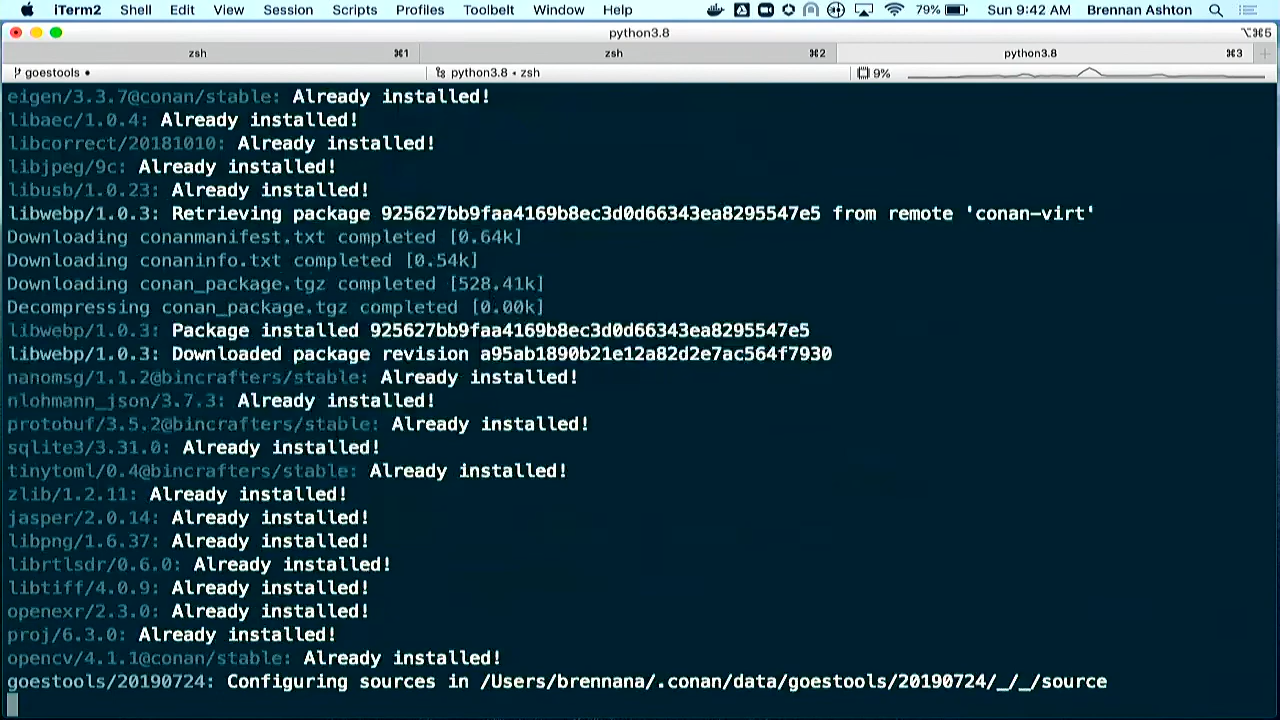 iTerm2 Shell Edit View Session Scripts Profiles Toolbelt Window Help 79% Sun 9:42 AM Brennan Ashton
python3.8 ⌥⌘5
zsh ⌘1 zsh ⌘2 python3.8 ⌘3
goestools • python3.8 • zsh 9%
eigen/3.3.7@conan/stable: Already installed!
libaec/1.0.4: Already installed!
libcorrect/20181010: Already installed!
libjpeg/9c: Already installed!
libusb/1.0.23: Already installed!
libwebp/1.0.3: Retrieving package 925627bb9faa4169b8ec3d0d66343ea8295547e5 from remote 'conan-virt'
Downloading conanmanifest.txt completed [0.64k]
Downloading conaninfo.txt completed [0.54k]
Downloading conan_package.tgz completed [528.41k]
Decompressing conan_package.tgz completed [0.00k]
libwebp/1.0.3: Package installed 925627bb9faa4169b8ec3d0d66343ea8295547e5
libwebp/1.0.3: Downloaded package revision a95ab1890b21e12a82d2e7ac564f7930
nanomsg/1.1.2@bincrafters/stable: Already installed!
nlohmann_json/3.7.3: Already installed!
protobuf/3.5.2@bincrafters/stable: Already installed!
sqlite3/3.31.0: Already installed!
tinytoml/0.4@bincrafters/stable: Already installed!
zlib/1.2.11: Already installed!
jasper/2.0.14: Already installed!
libpng/1.6.37: Already installed!
librtlsdr/0.6.0: Already installed!
libtiff/4.0.9: Already installed!
openexr/2.3.0: Already installed!
proj/6.3.0: Already installed!
opencv/4.1.1@conan/stable: Already installed!
goestools/20190724: Configuring sources in /Users/brennana/.conan/data/goestools/20190724/_/_/source